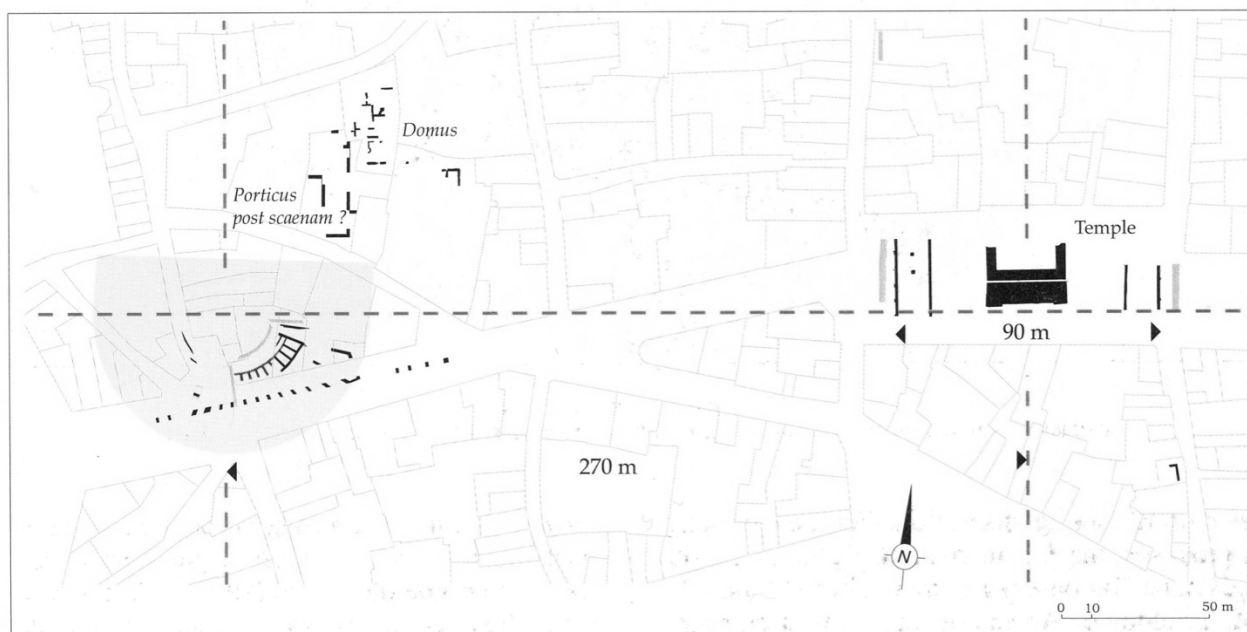 Domus
Porticus
post scaenam ?
Temple
90 m
270 m
N
0 10 50 m